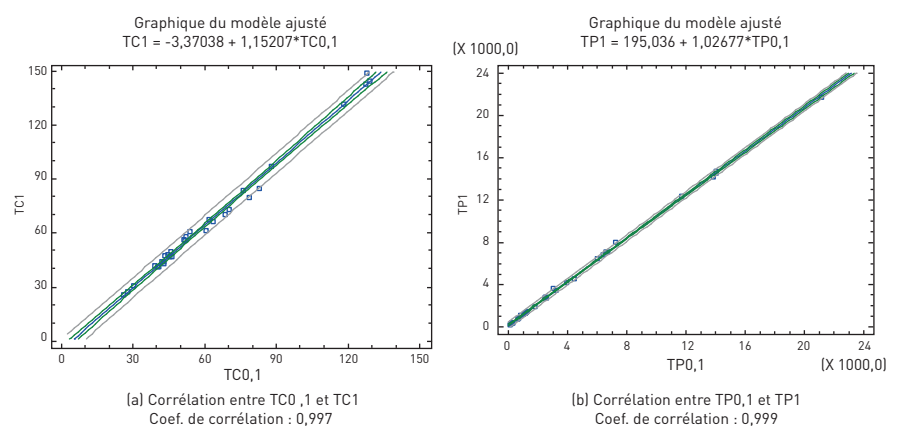 Graphique du modèle ajusté
TC1 = -3,37038 + 1,15207*TC0,1
150
120
90
60
30
0
TC1
0 30 60 90 120 150
TC0,1
(a) Corrélation entre TC0 ,1 et TC1
Coef. de corrélation : 0,997
Graphique du modèle ajusté
TP1 = 195,036 + 1,02677*TP0,1
(X 1000,0)
24
20
16
12
8
4
0
TP1
0 4 8 12 16 20 24
TP0,1
(X 1000,0)
(b) Corrélation entre TP0,1 et TP1
Coef. de corrélation : 0,999